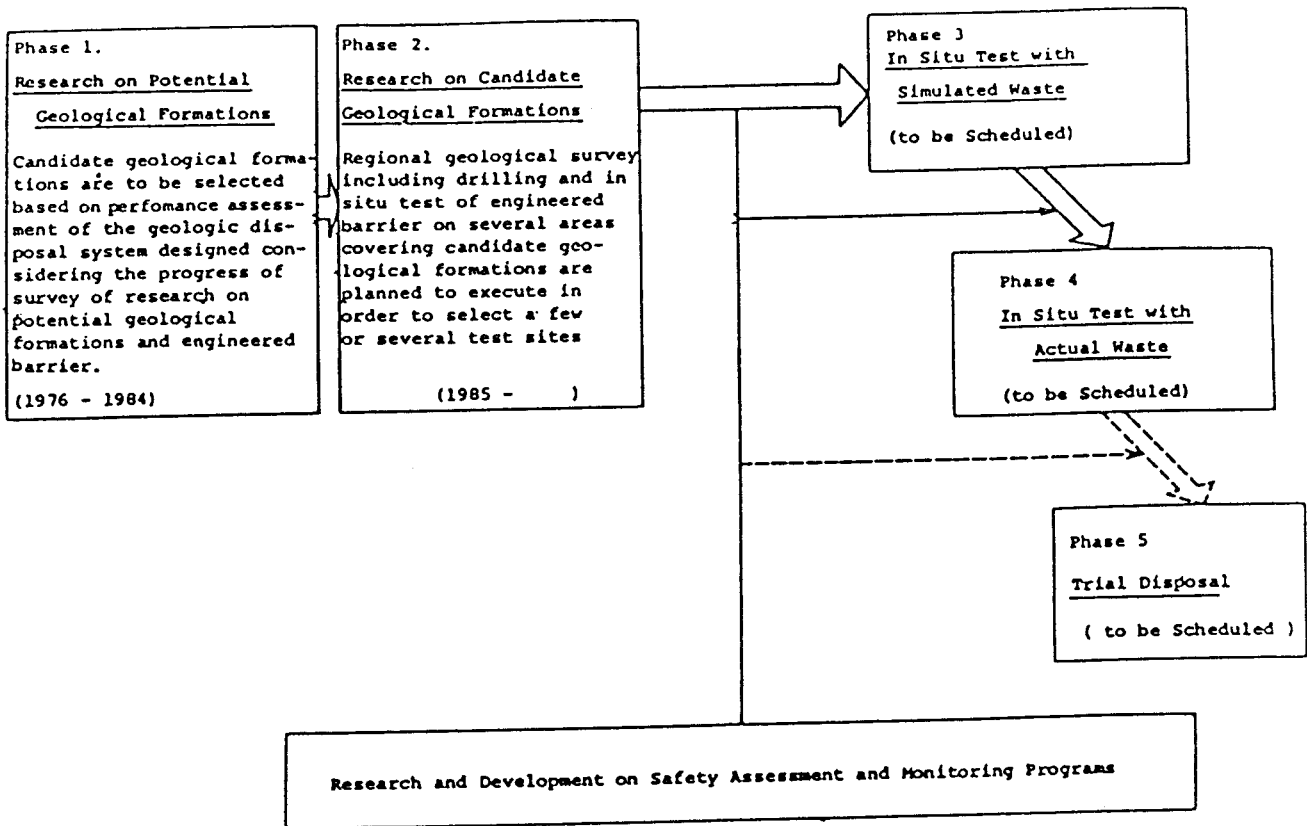 Phase 1.
Research on Potential
Geological Formations
Candidate geological forma-
tions are to be selected
based on perfomance assess-
ment of the geologic dis-
posal system designed con-
sidering the progress of
survey of research on
potential geological
formations and engineered
barrier.
(1976 - 1984)
Phase 2.
Research on Candidate
Geological Formations
Regional geological survey
including drilling and in
situ test of engineered
barrier on several areas
covering candidate geo-
logical formations are
planned to execute in
order to select a few
or several test sites
(1985 -      )
Phase 3
In Situ Test with
Simulated Waste
(to be Scheduled)
Phase 4
In Situ Test with
Actual Waste
(to be Scheduled)
Phase 5
Trial Disposal
( to be Scheduled )
Research and Development on Safety Assessment and Monitoring Programs